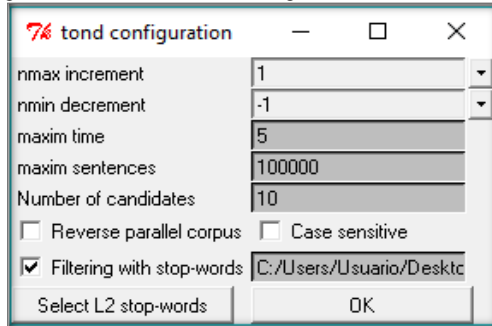 tond configuration
nmax increment 1
nmin decrement -1
maxim time 5
maxim sentences 100000
Number of candidates 10
Reverse parallel corpus Case sensitive
Filtering with stop-words C:/Users/Usuario/Desktc
Select L2 stop-words OK